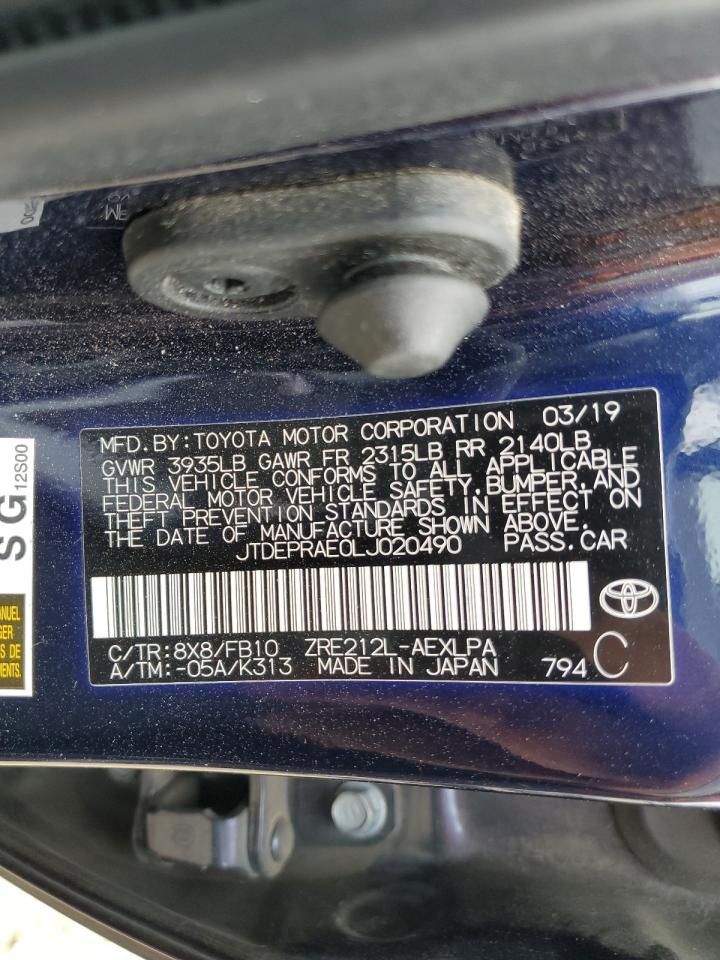 MFD.BY:TOYOTA MOTOR CORPORATION 03/19
GVWR 3935LB GAWR FR 2315LB RR 2140LB
THIS VEHICLE CONFORMS TO ALL APPLICABLE
FEDERAL MOTOR VEHICLE SAFETY,BUMPER,AND
THEFT PREVENTION STANDARDS IN EFFECT ON
THE DATE OF MANUFACTURE SHOWN ABOVE.
JTDEPRAE0LJ020490 PASS.CAR
C/TR:8X8/FB10 ZRE212L-AEXLPA
A/TM:-05A/K313 MADE IN JAPAN 794 C
SG
12S00